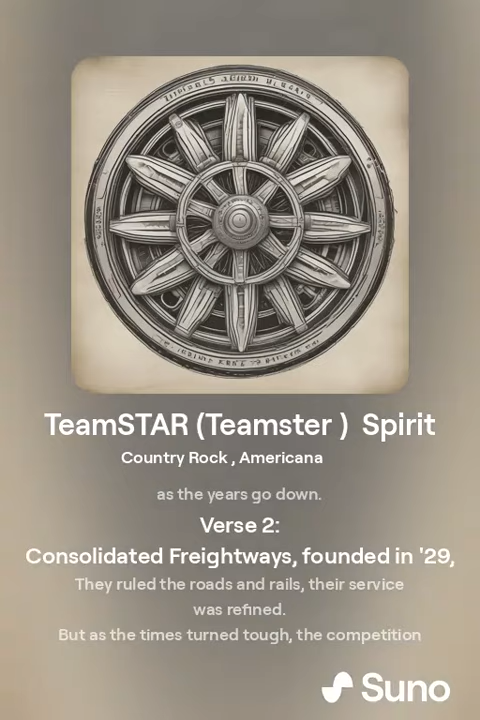 TeamSTAR (Teamster )  Spirit
Country Rock , Americana
as the years go down.
Verse 2:
Consolidated Freightways, founded in '29,
They ruled the roads and rails, their service
was refined.
But as the times turned tough, the competition
Suno